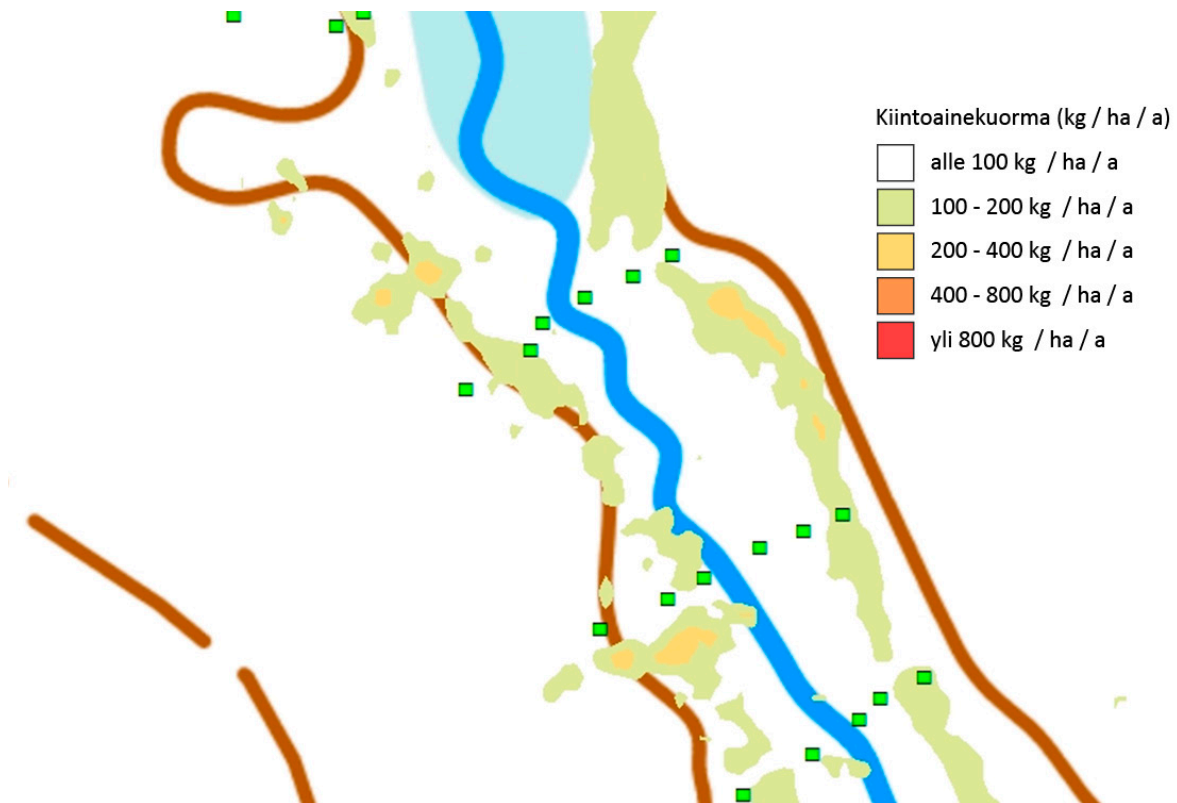 Kiintoainekuorma (kg / ha / a)
alle 100 kg / ha / a
100 - 200 kg / ha / a
200 - 400 kg / ha / a
400 - 800 kg / ha / a
yli 800 kg / ha / a